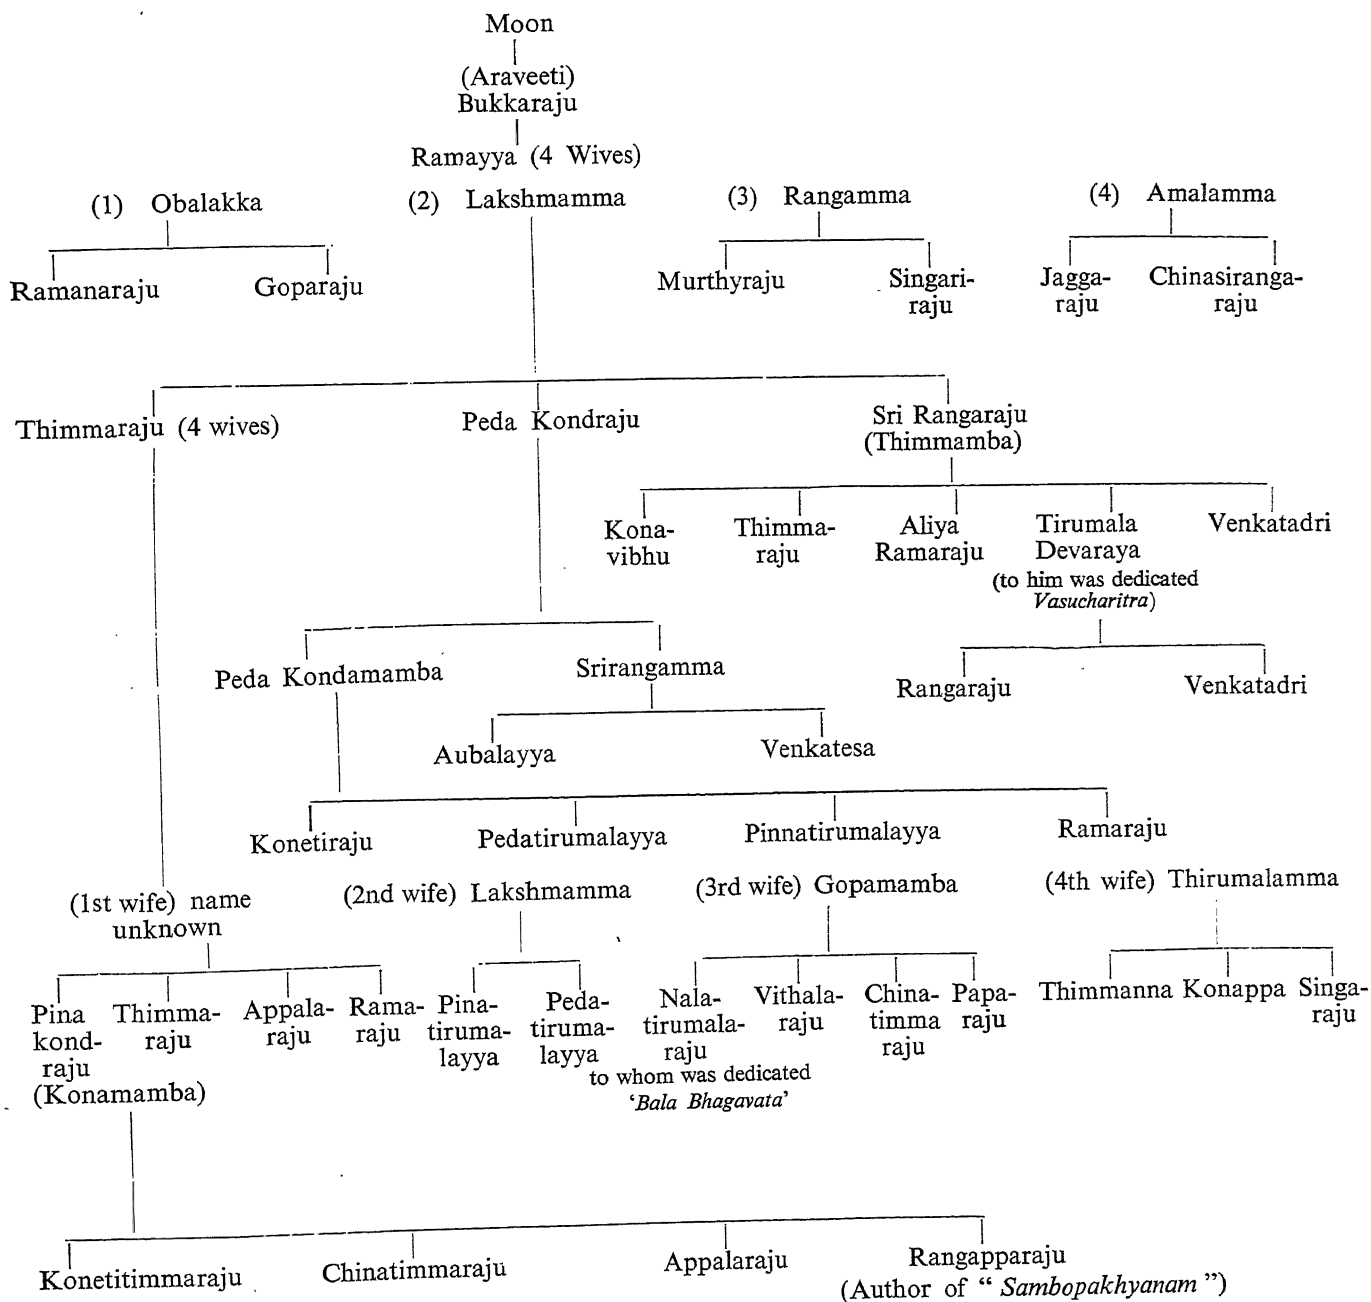 Moon
(Araveeti)
Bukkaraju
Ramayya (4 Wives)
(1) Obalakka (2) Lakshmamma (3) Rangamma (4) Amalamma
Ramanaraju Goparaju Murthyraju Singari-
raju Jagga-
raju Chinasiranga-
raju
Thimmaraju (4 wives) Peda Kondraju Sri Rangaraju
(Thimmamba)
Kona-
vibhu Thimma-
raju Aliya
Ramaraju Tirumala
Devaraya
(to him was dedicated
Vasucharitra) Venkatadri
Peda Kondamamba Srirangamma Rangaraju Venkatadri
Aubalayya Venkatesa
Konetiraju Pedatirumalayya Pinnatirumalayya Ramaraju
(1st wife) name
unknown (2nd wife) Lakshmamma (3rd wife) Gopamamba (4th wife) Thirumalamma
Pina
kond-
raju
(Konamamba) Thimma-
raju Appala-
raju Rama-
raju Pina-
tiruma-
layya Peda-
tiruma-
layya Nala-
tirumala-
raju
to whom was dedicated
‘Bala Bhagavata’ Vithala-
raju China-
timma
raju Papa-
raju Thimmanna Konappa Singa-
raju
Konetitimmaraju Chinatimmaraju Appalaraju Rangapparaju
(Author of “ Sambopakhyanam ”)